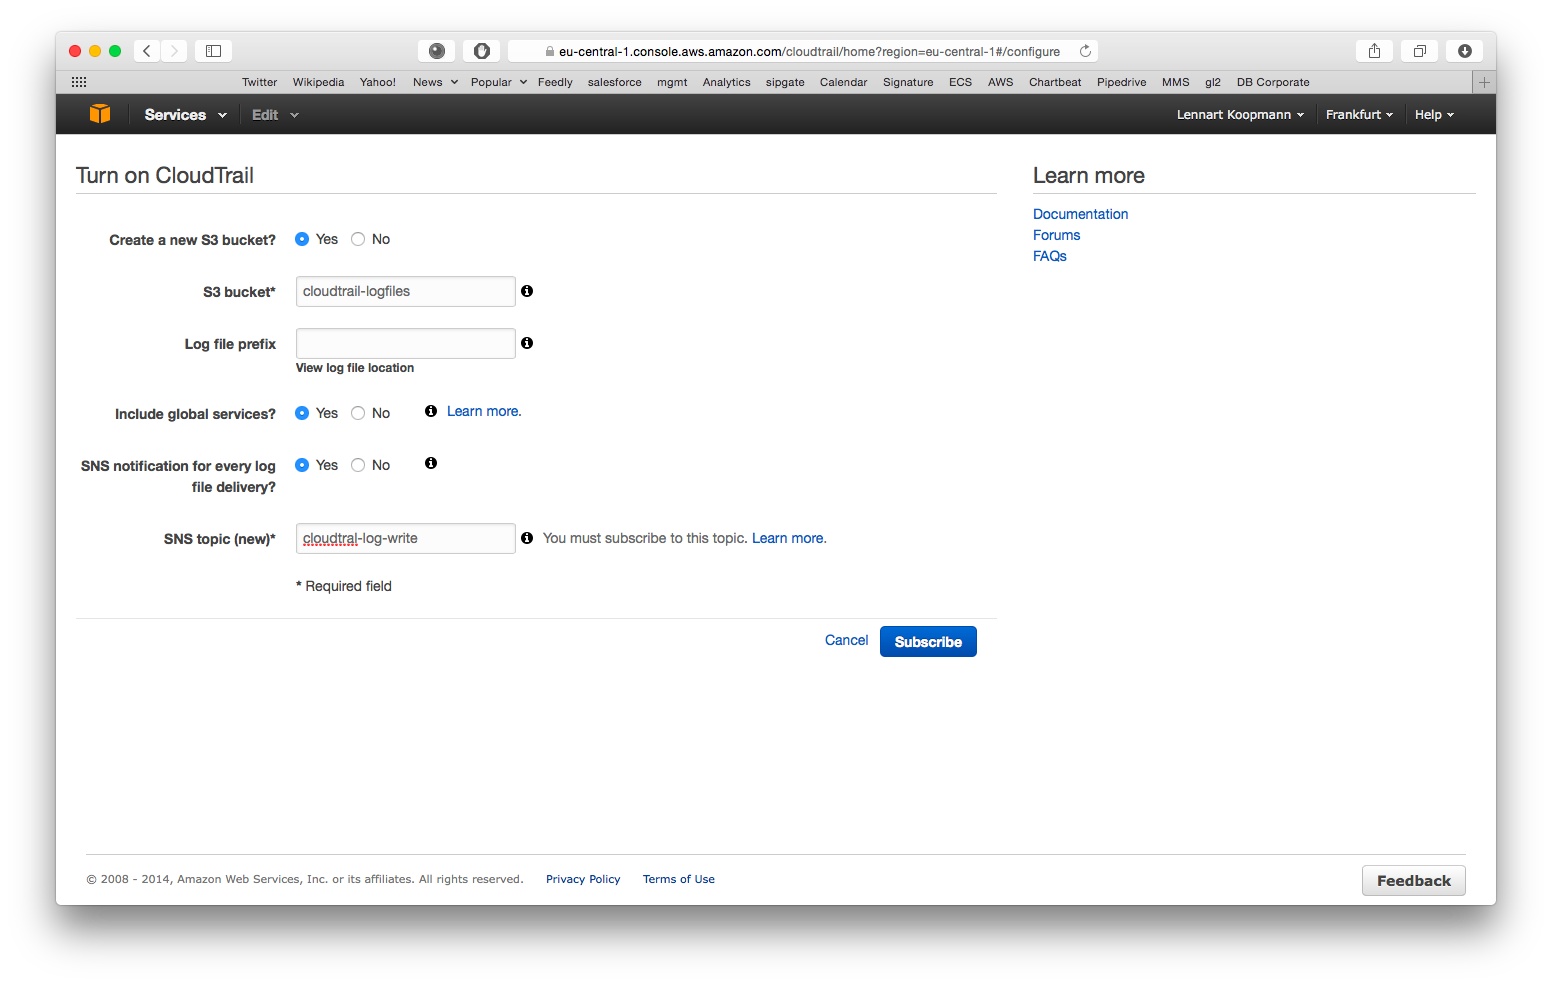 eu-central-1.console.aws.amazon.com/cloudtrail/home?region=eu-central-1#/configure
Twitter Wikipedia Yahoo! News Popular Feedly salesforce mgmt Analytics sipgate Calendar Signature ECS AWS Chartbeat Pipedrive MMS gl2 DB Corporate
Services Edit Lennart Koopmann Frankfurt Help
Turn on CloudTrail
Create a new S3 bucket? Yes No
S3 bucket* cloudtrail-logfiles
Log file prefix
View log file location
Include global services? Yes No Learn more.
SNS notification for every log Yes No
file delivery?
SNS topic (new)* cloudtral-log-write You must subscribe to this topic. Learn more.
* Required field
Cancel Subscribe
Learn more
Documentation
Forums
FAQs
© 2008 - 2014, Amazon Web Services, Inc. or its affiliates. All rights reserved. Privacy Policy Terms of Use
Feedback